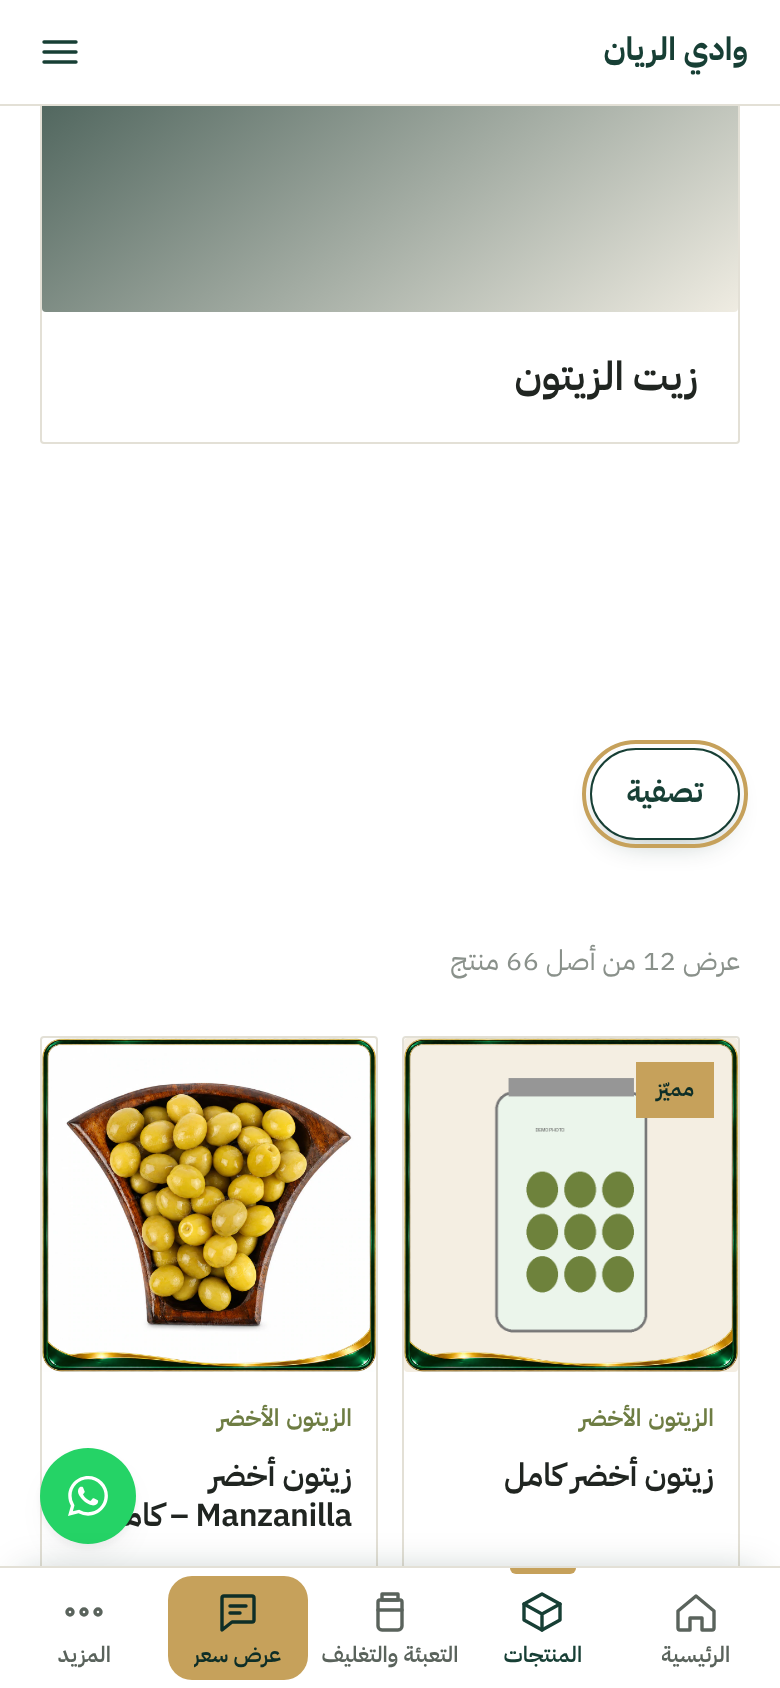 وادي الريان
زيت الزيتون
تصفية
عرض 12 من أصل 66 منتج
مميّز
DEMO PHOTO
الزيتون الأخضر
زيتون أخضر كامل
الزيتون الأخضر
زيتون أخضر
Manzanilla –
الرئيسية
المنتجات
التعبئة والتغليف
عرض سعر
المزيد